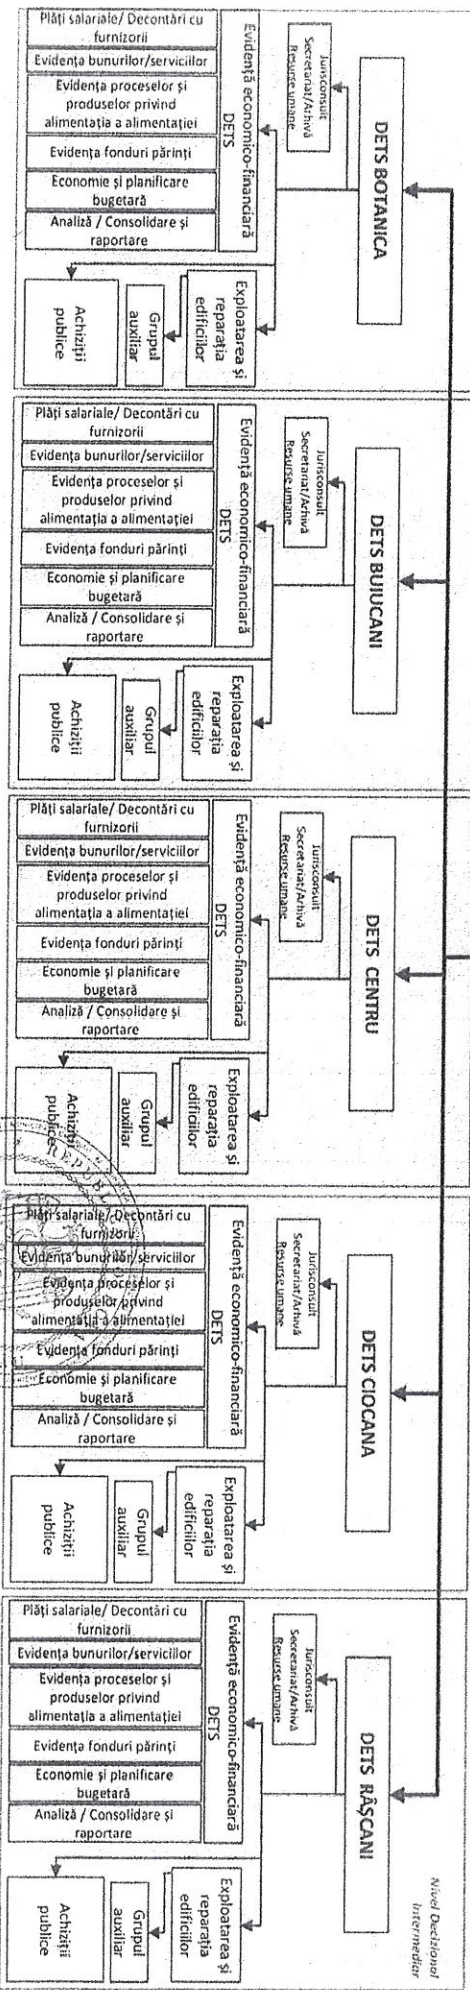 Nivel Decizional
Intermediar
DETS BOTANICA
Jurisconsult
Secretariat/Arhivă
Resurse umane
Evidență economico-financiară
DETS
Plăți salariale/ Decontări cu
furnizorii
Evidența bunurilor/serviciilor
Evidența proceselor și
produselor privind
alimentația a alimentației
Evidența fonduri părinți
Economie și planificare
bugetară
Analiză / Consolidare și
raportare
Exploatarea și
reparația
edificiilor
Grupul
auxiliar
Achiziții
publice
DETS BUIUCANI
Jurisconsult
Secretariat/Arhivă
Resurse umane
Evidență economico-financiară
DETS
Plăți salariale/ Decontări cu
furnizorii
Evidența bunurilor/serviciilor
Evidența proceselor și
produselor privind
alimentația a alimentației
Evidența fonduri părinți
Economie și planificare
bugetară
Analiză / Consolidare și
raportare
Exploatarea și
reparația
edificiilor
Grupul
auxiliar
Achiziții
publice
DETS CENTRU
Jurisconsult
Secretariat/Arhivă
Resurse umane
Evidență economico-financiară
DETS
Plăți salariale/ Decontări cu
furnizorii
Evidența bunurilor/serviciilor
Evidența proceselor și
produselor privind
alimentația a alimentației
Evidența fonduri părinți
Economie și planificare
bugetară
Analiză / Consolidare și
raportare
Exploatarea și
reparația
edificiilor
Grupul
auxiliar
Achiziții
publice
DETS CIOCANA
Jurisconsult
Secretariat/Arhivă
Resurse umane
Evidență economico-financiară
DETS
Plăți salariale/ Decontări cu
furnizorii
Evidența bunurilor/serviciilor
Evidența proceselor și
produselor privind
alimentația a alimentației
Evidența fonduri părinți
Economie și planificare
bugetară
Analiză / Consolidare și
raportare
Exploatarea și
reparația
edificiilor
Grupul
auxiliar
Achiziții
publice
DETS RÂȘCANI
Jurisconsult
Secretariat/Arhivă
Resurse umane
Evidență economico-financiară
DETS
Plăți salariale/ Decontări cu
furnizorii
Evidența bunurilor/serviciilor
Evidența proceselor și
produselor privind
alimentația a alimentației
Evidența fonduri părinți
Economie și planificare
bugetară
Analiză / Consolidare și
raportare
Exploatarea și
reparația
edificiilor
Grupul
auxiliar
Achiziții
publice